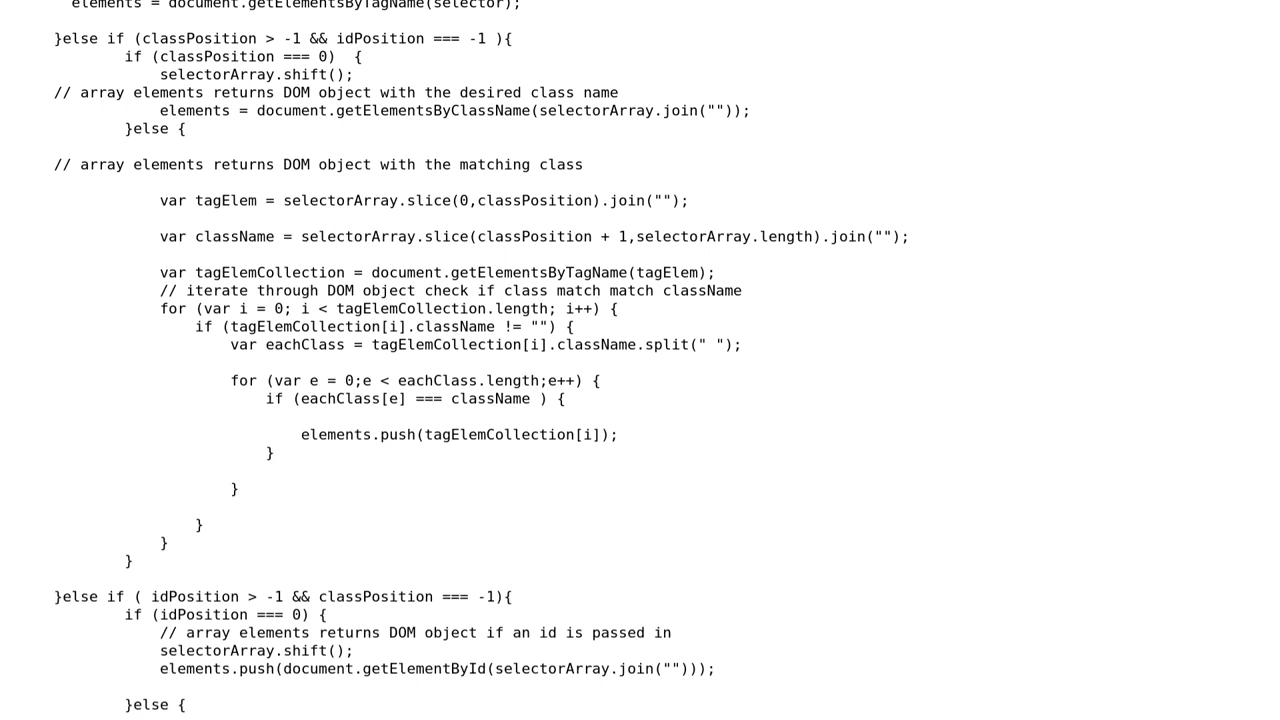 elements = document.getElementsByTagName(selector);
}else if (classPosition > -1 && idPosition === -1 ){
if (classPosition === 0)  {
selectorArray.shift();
// array elements returns DOM object with the desired class name
elements = document.getElementsByClassName(selectorArray.join(""));
}else {
// array elements returns DOM object with the matching class
var tagElem = selectorArray.slice(0,classPosition).join("");
var className = selectorArray.slice(classPosition + 1,selectorArray.length).join("");
var tagElemCollection = document.getElementsByTagName(tagElem);
// iterate through DOM object check if class match match className
for (var i = 0; i < tagElemCollection.length; i++) {
if (tagElemCollection[i].className != "") {
var eachClass = tagElemCollection[i].className.split(" ");
for (var e = 0;e < eachClass.length;e++) {
if (eachClass[e] === className ) {
elements.push(tagElemCollection[i]);
}
}
}
}
}
}else if ( idPosition > -1 && classPosition === -1){
if (idPosition === 0) {
// array elements returns DOM object if an id is passed in
selectorArray.shift();
elements.push(document.getElementById(selectorArray.join("")));
}else {